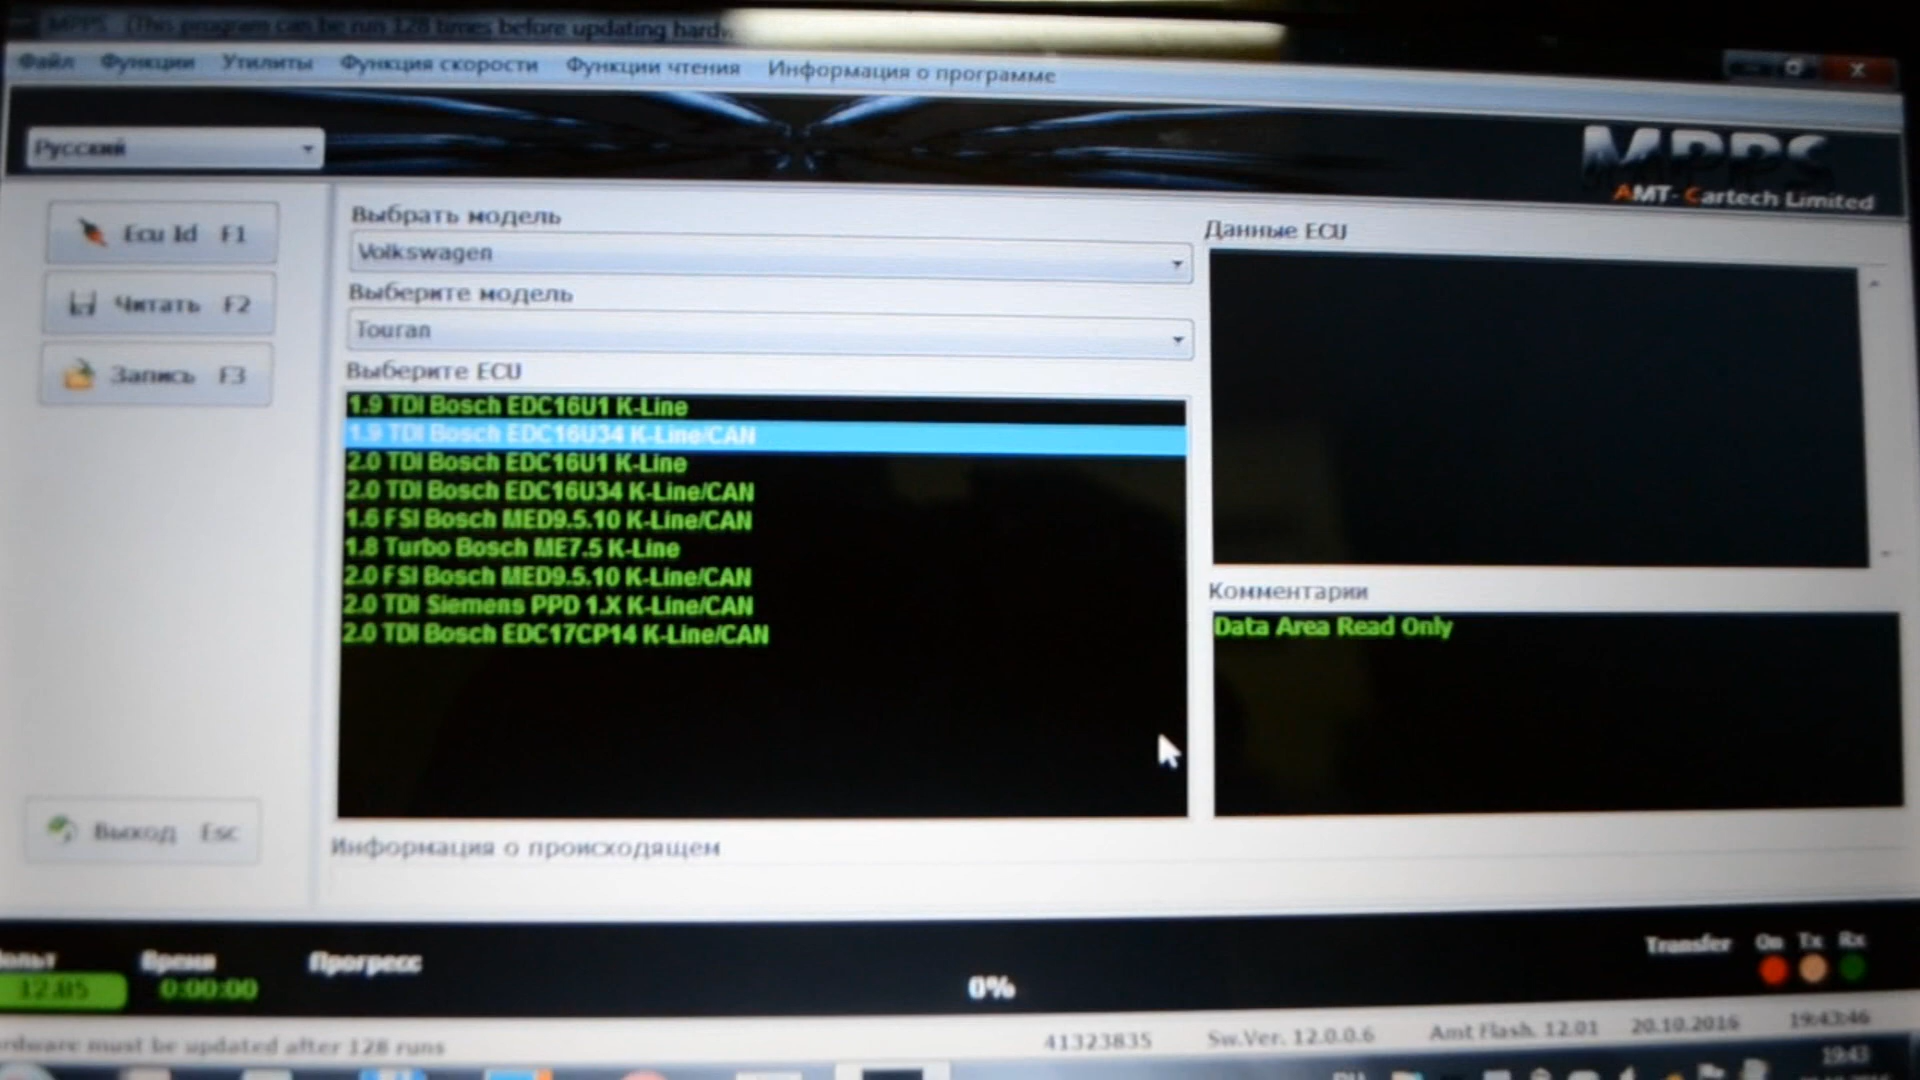 MPPS (This program can be run 128 times before updating hardw
Файл Функции Утилиты Функция скорости Функции чтения Информация о программе
Русский
MPPS
AMT-Cartech Limited
Ecu Id F1
Читать F2
Запись F3
Выход Esc
Выбрать модель
Volkswagen
Выберите модель
Touran
Выберите ECU
1.9 TDI Bosch EDC16U1 K-Line
1.9 TDI Bosch EDC16U34 K-Line/CAN
2.0 TDI Bosch EDC16U1 K-Line
2.0 TDI Bosch EDC16U34 K-Line/CAN
1.6 FSI Bosch MED9.5.10 K-Line/CAN
1.8 Turbo Bosch ME7.5 K-Line
2.0 FSI Bosch MED9.5.10 K-Line/CAN
2.0 TDI Siemens PPD 1.X K-Line/CAN
2.0 TDI Bosch EDC17CP14 K-Line/CAN
Данные ECU
Комментарии
Data Area Read Only
Информация о происходящем
ольт Время Прогресс
12.85 0:00:00 0%
Transfer On Tx Rx
rdware must be updated after 128 runs 41323835 Sw.Ver. 12.0.0.6 Amt Flash. 12.01 20.10.2016 19:43:46
RU 19:43